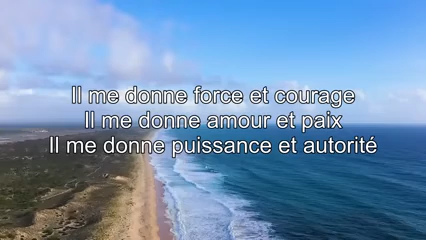 Il me donne force et courage
Il me donne amour et paix
Il me donne puissance et autorité